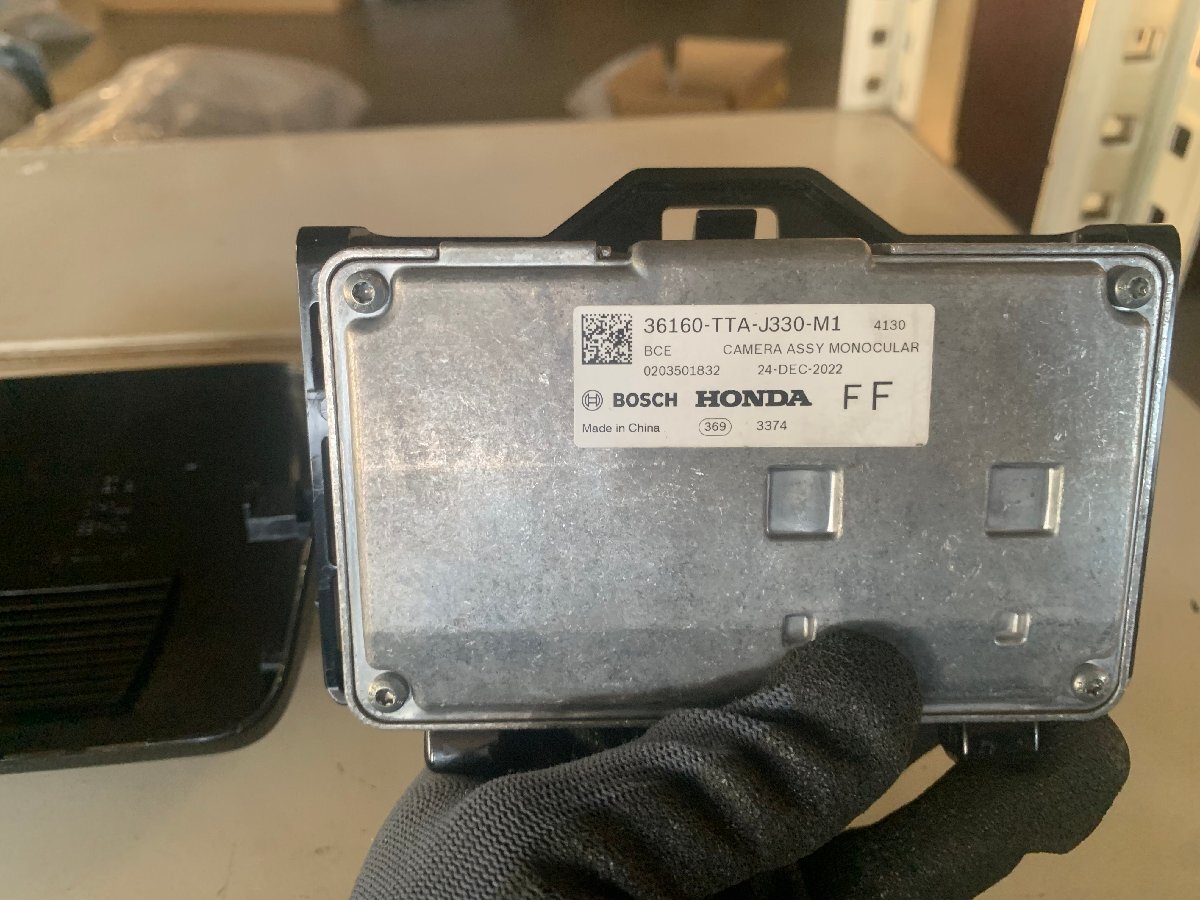 36160-TTA-J330-M1 4130
BCE CAMERA ASSY MONOCULAR
0203501832 24-DEC-2022
BOSCH HONDA FF
Made in China 369 3374